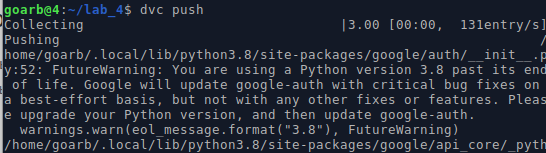 goarb@4:~/lab_4$ dvc push
Collecting |3.00 [00:00, 131entry/s]
Pushing /
home/goarb/.local/lib/python3.8/site-packages/google/auth/__init__.p
y:52: FutureWarning: You are using a Python version 3.8 past its end
of life. Google will update google-auth with critical bug fixes on
a best-effort basis, but not with any other fixes or features. Pleas
e upgrade your Python version, and then update google-auth.
warnings.warn(eol_message.format("3.8"), FutureWarning)
/home/goarb/.local/lib/python3.8/site-packages/google/api_core/_pyth